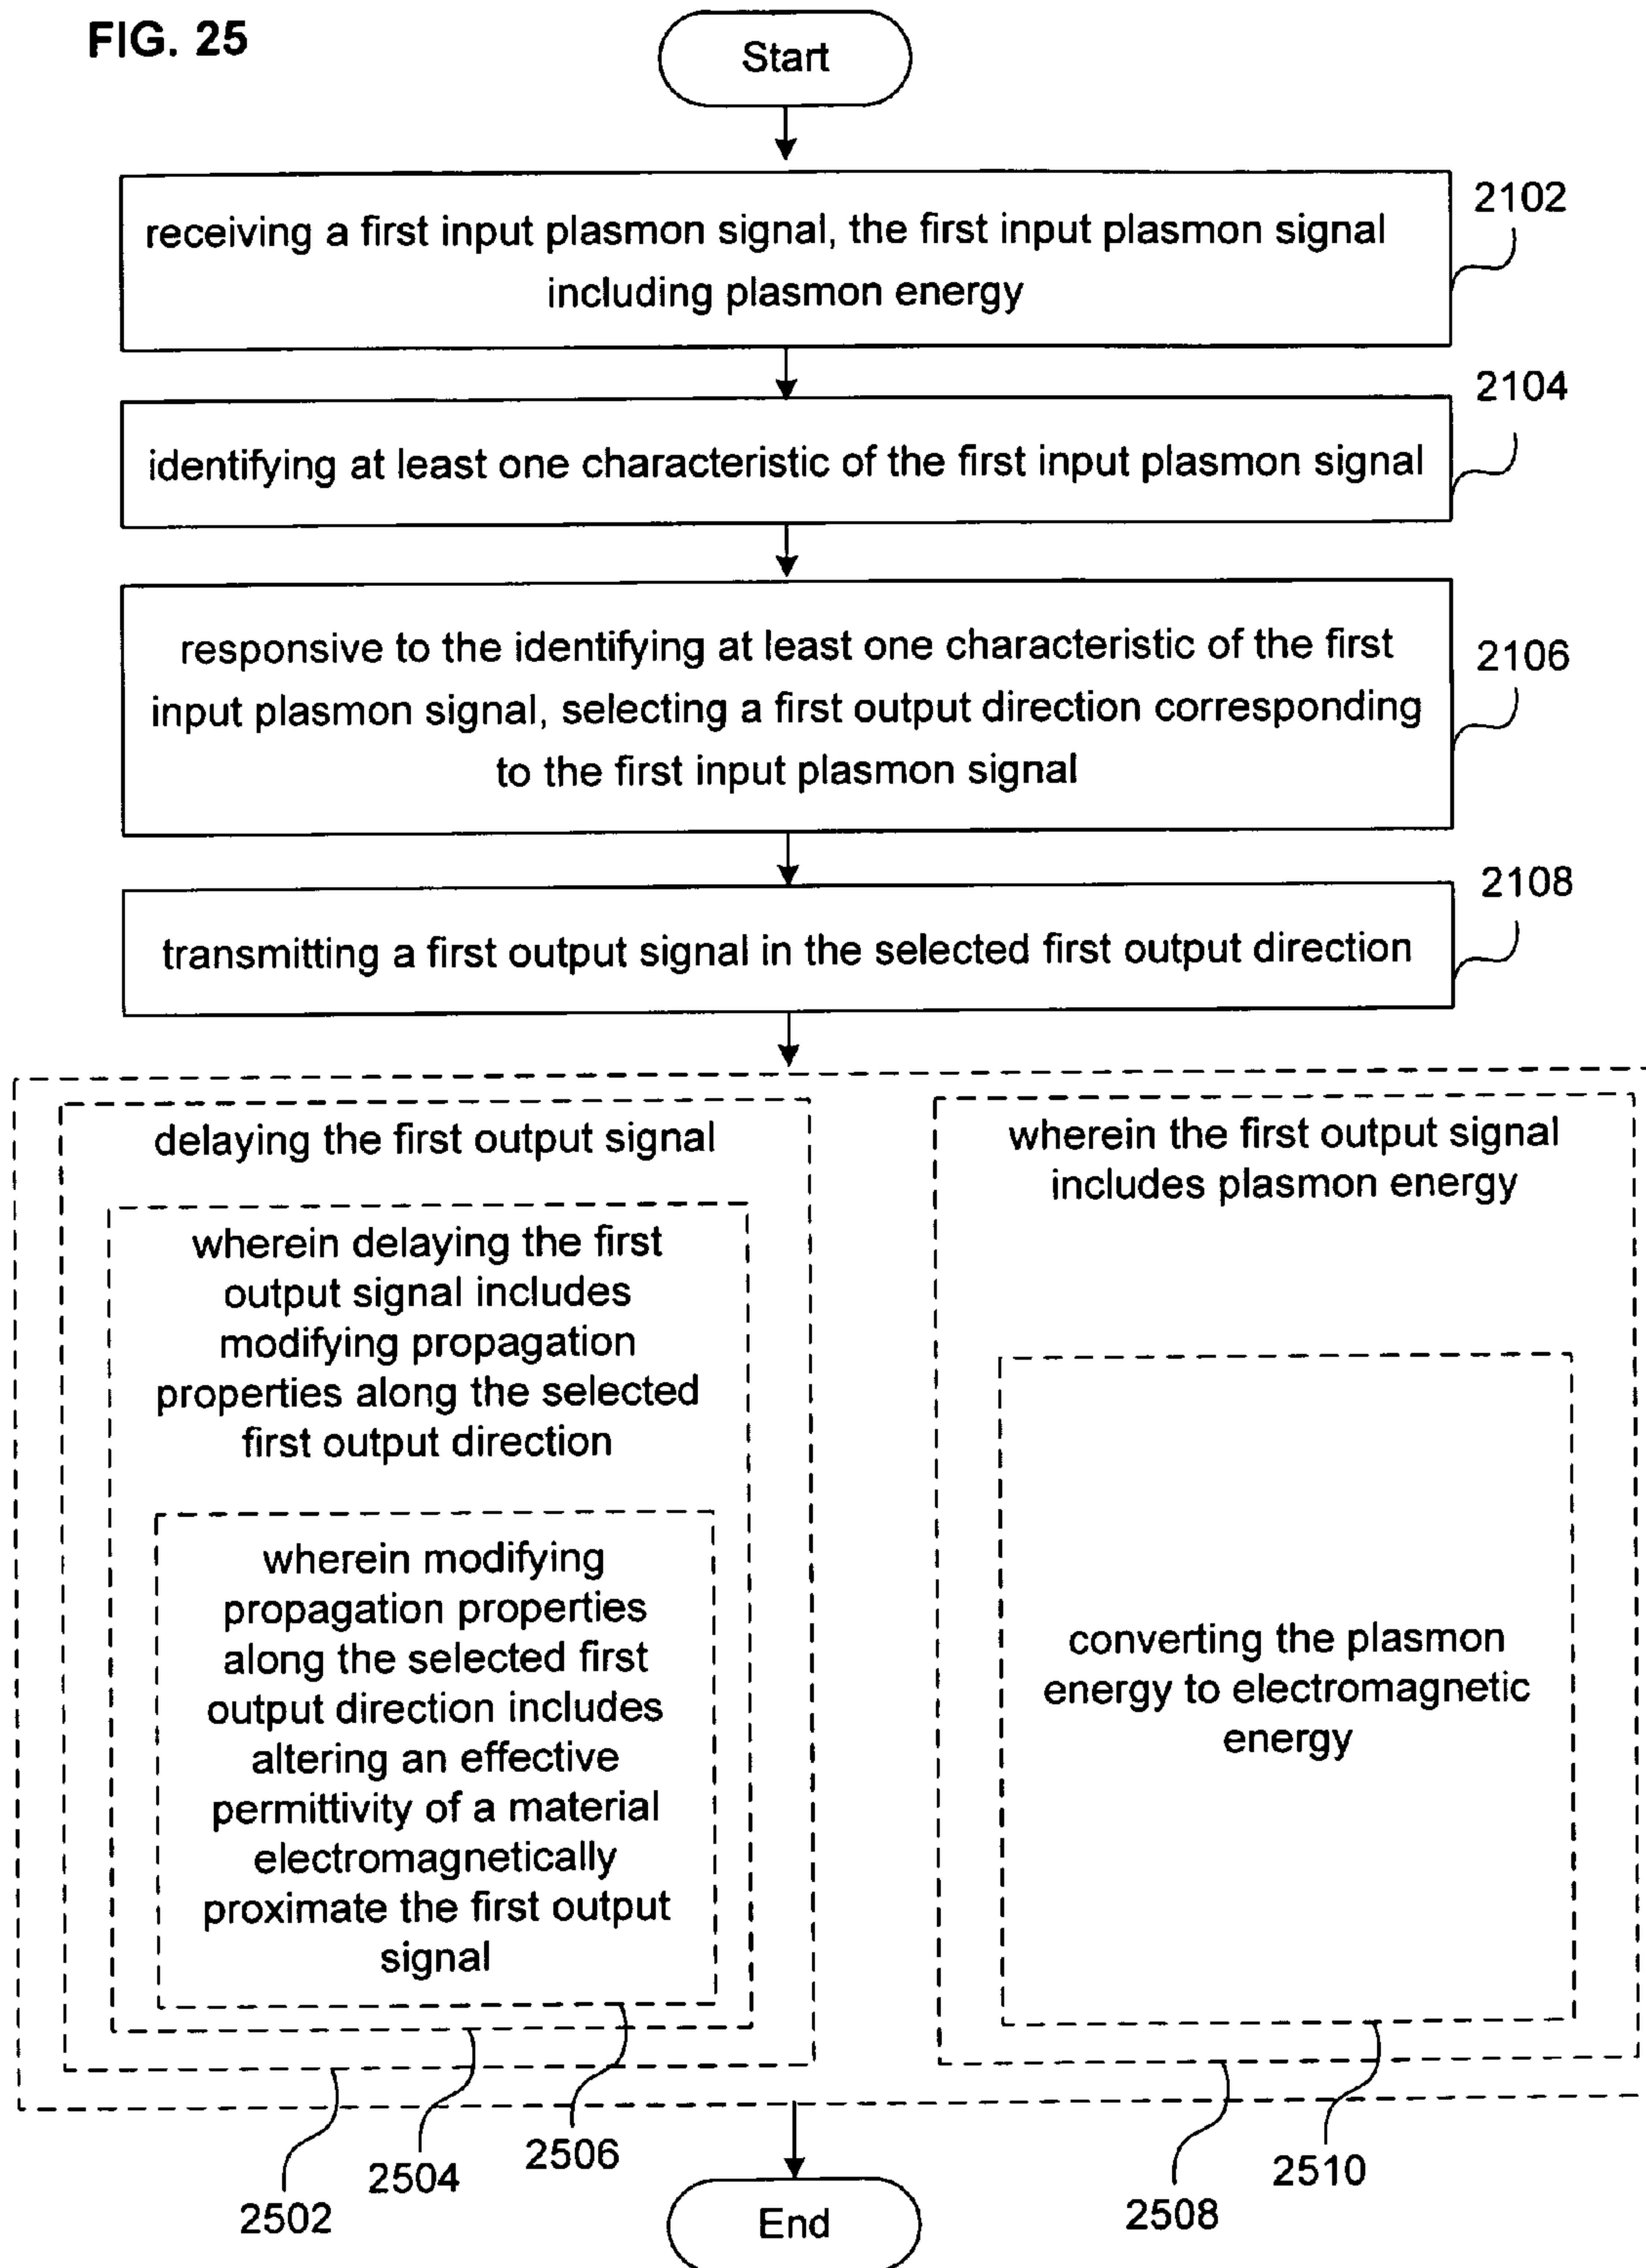 FIG. 25
Start
receiving a first input plasmon signal, the first input plasmon signal
including plasmon energy
2102
identifying at least one characteristic of the first input plasmon signal
2104
responsive to the identifying at least one characteristic of the first
input plasmon signal, selecting a first output direction corresponding
to the first input plasmon signal
2106
transmitting a first output signal in the selected first output direction
2108
delaying the first output signal
wherein delaying the first
output signal includes
modifying propagation
properties along the selected
first output direction
wherein modifying
propagation properties
along the selected first
output direction includes
altering an effective
permittivity of a material
electromagnetically
proximate the first output
signal
wherein the first output signal
includes plasmon energy
converting the plasmon
energy to electromagnetic
energy
2502
2504
2506
2508
2510
End